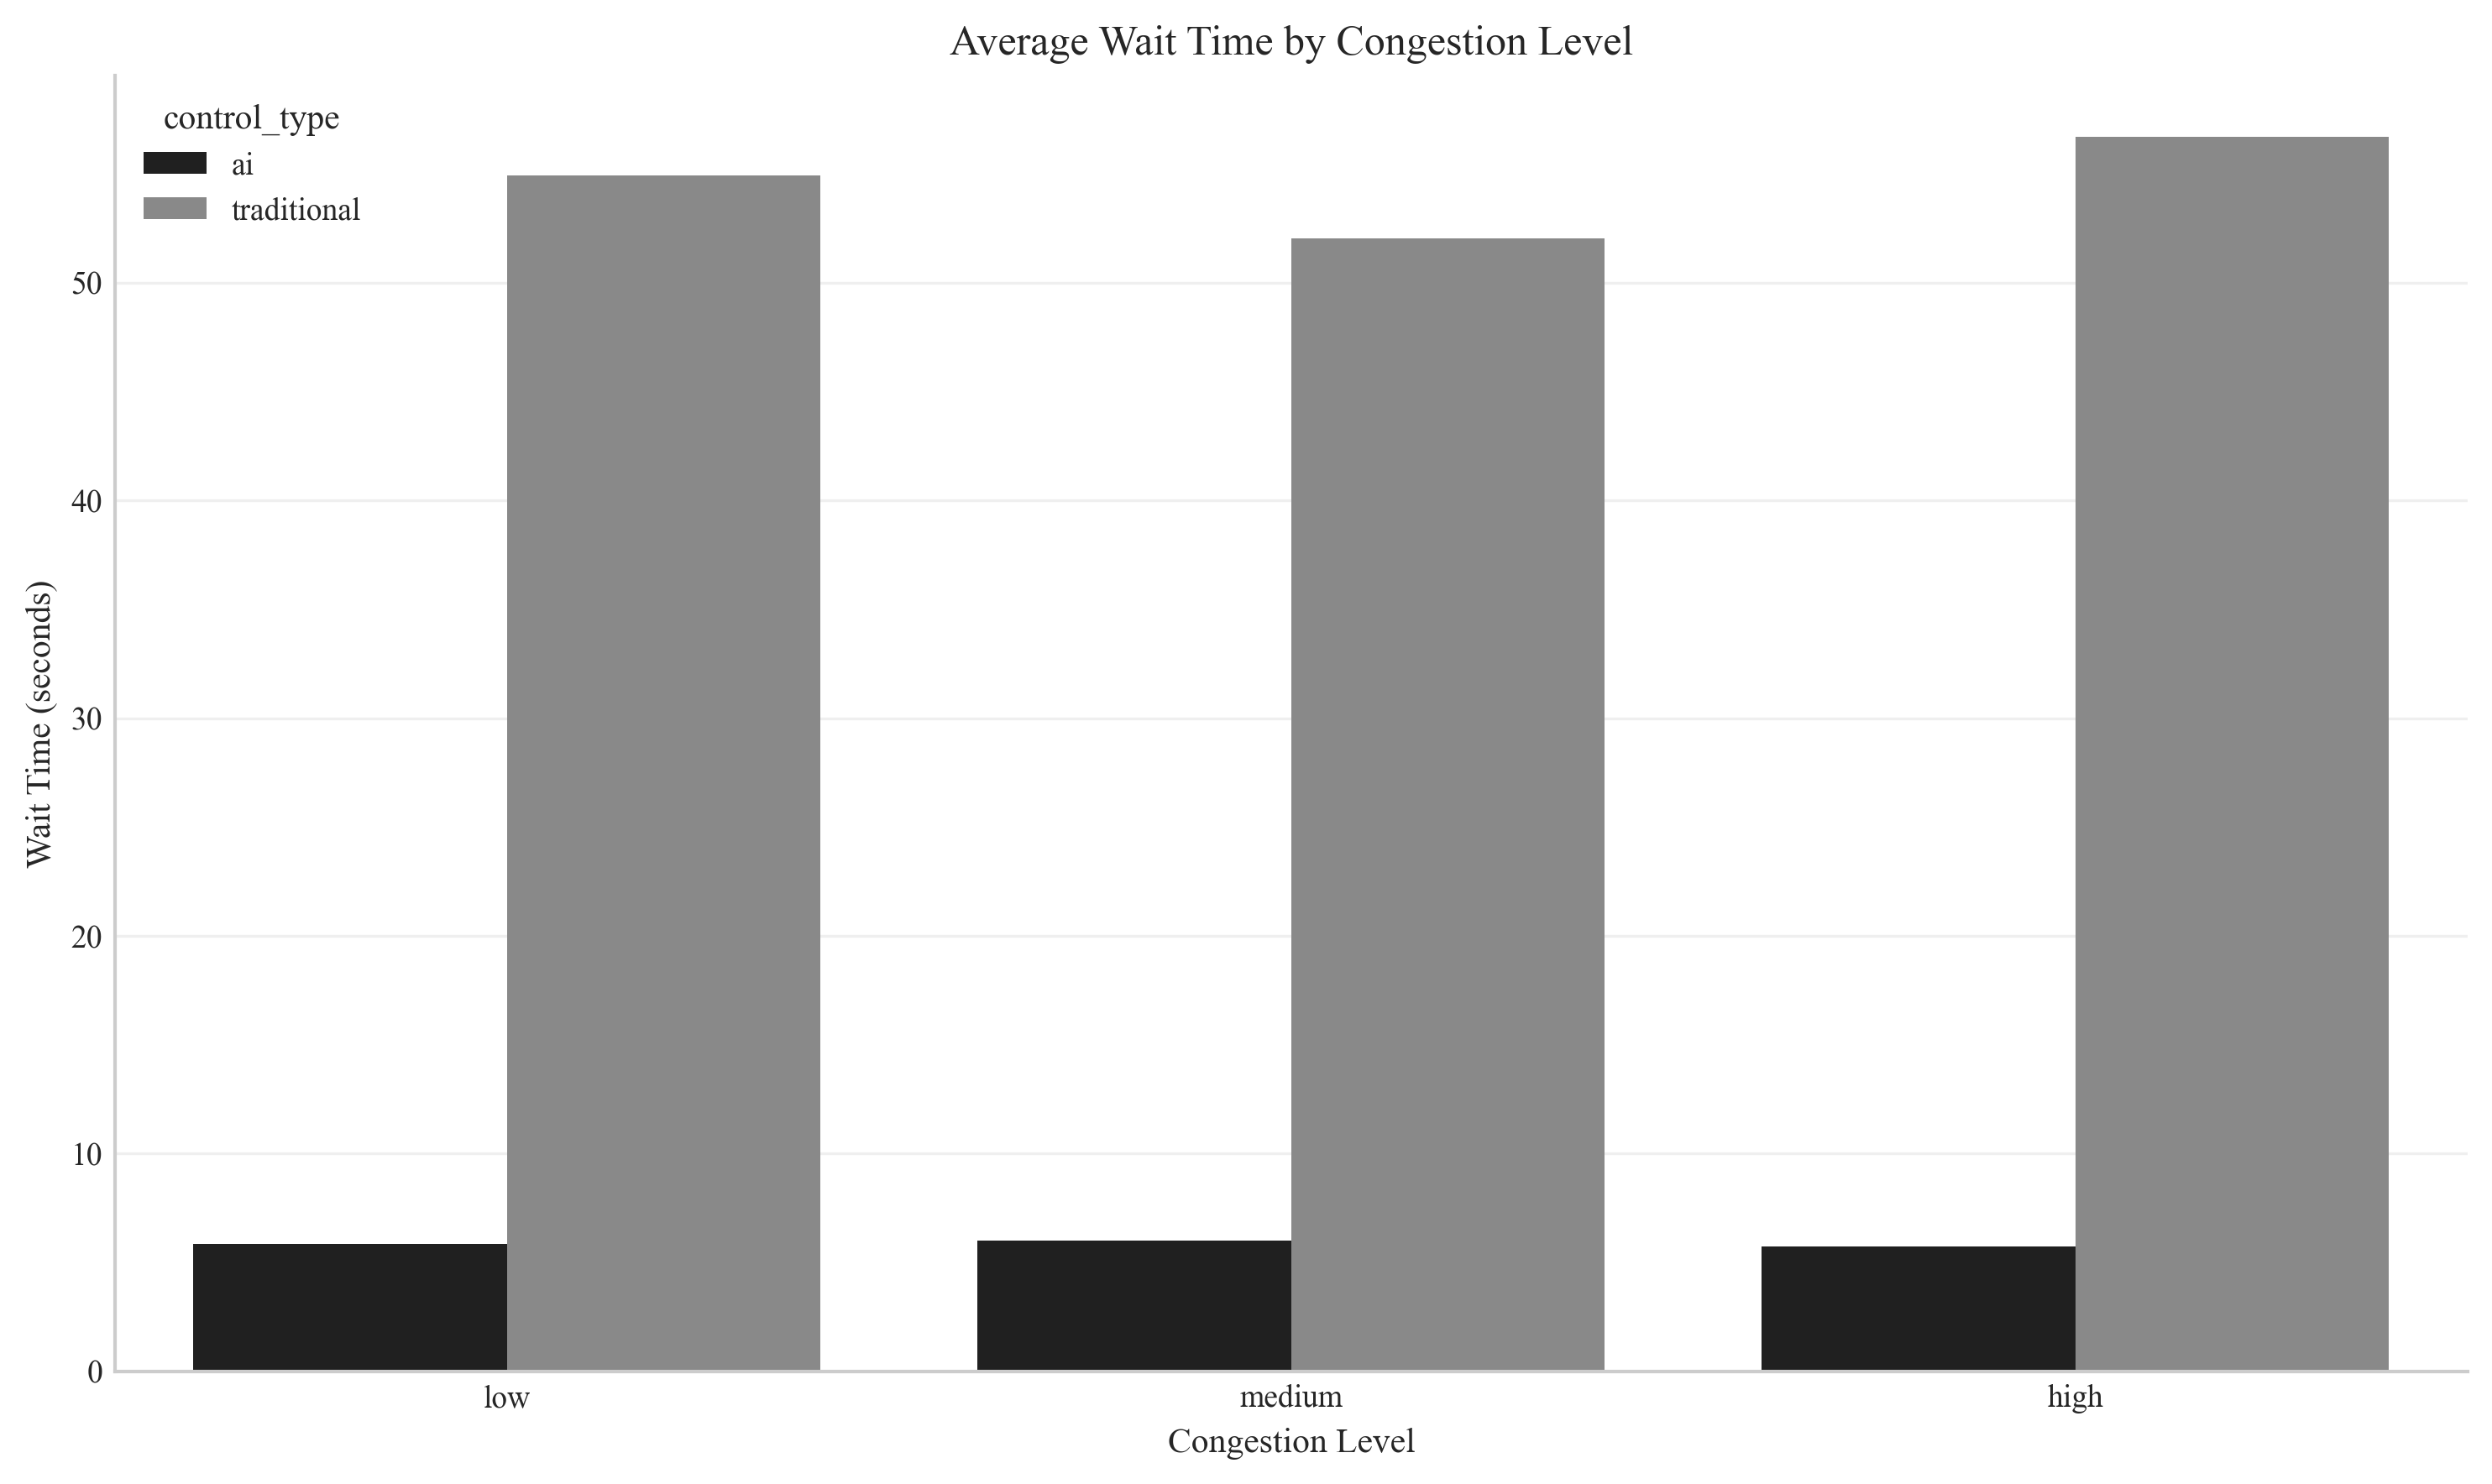 Average Wait Time by Congestion Level
control_type
ai
traditional
50
40
30
20
10
0
Wait Time (seconds)
low
medium
high
Congestion Level